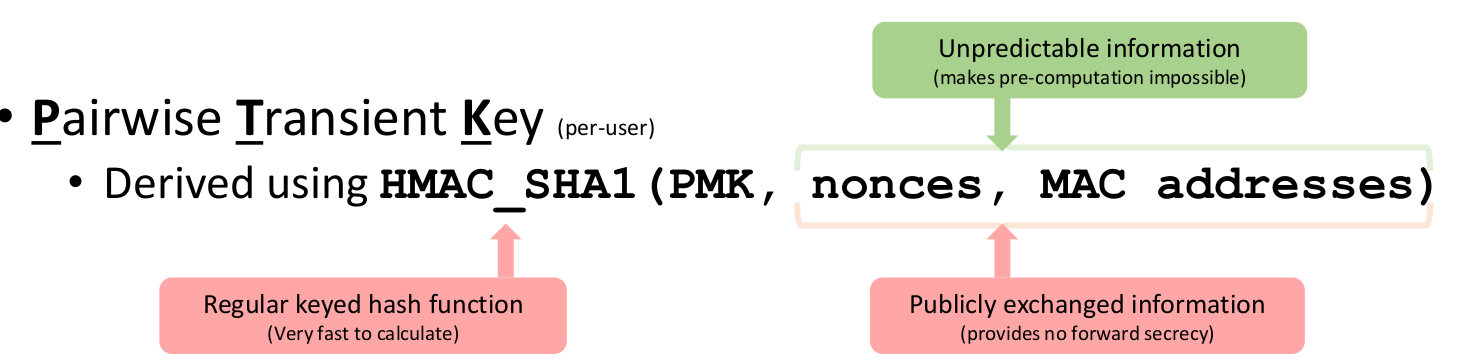 Unpredictable information
(makes pre-computation impossible)
• Pairwise Transient Key (per-user)
• Derived using HMAC_SHA1(PMK, nonces, MAC addresses)
Regular keyed hash function
(Very fast to calculate)
Publicly exchanged information
(provides no forward secrecy)